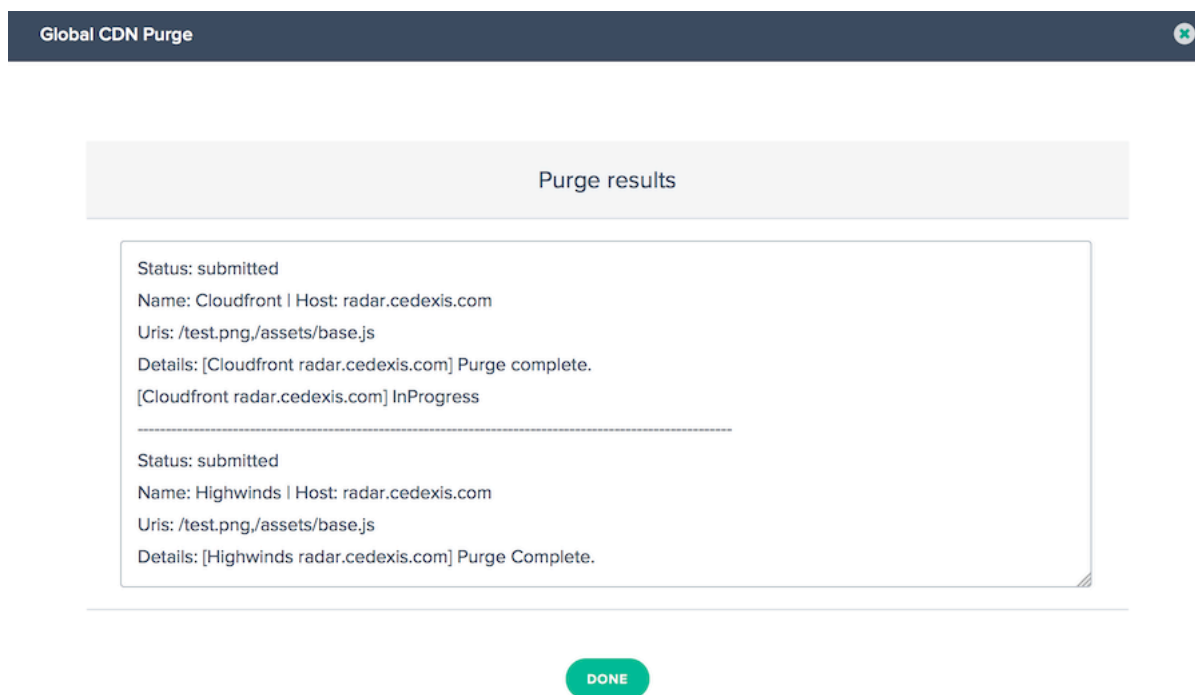 Global CDN Purge
Purge results
Status: submitted
Name: Cloudfront | Host: radar.cedexis.com
Uris: /test.png,/assets/base.js
Details: [Cloudfront radar.cedexis.com] Purge complete.
[Cloudfront radar.cedexis.com] InProgress
----------------------------------------------------------------------------------------------------
Status: submitted
Name: Highwinds | Host: radar.cedexis.com
Uris: /test.png,/assets/base.js
Details: [Highwinds radar.cedexis.com] Purge Complete.
DONE